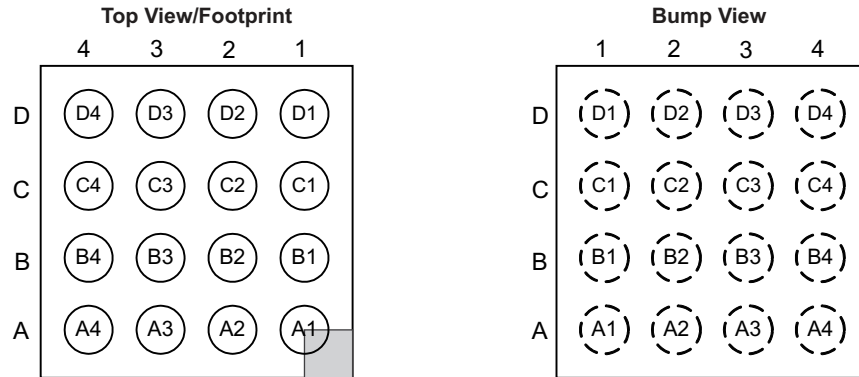 Top View/Footprint
4 3 2 1
D D4 D3 D2 D1
C C4 C3 C2 C1
B B4 B3 B2 B1
A A4 A3 A2 A1
Bump View
1 2 3 4
D D1 D2 D3 D4
C C1 C2 C3 C4
B B1 B2 B3 B4
A A1 A2 A3 A4